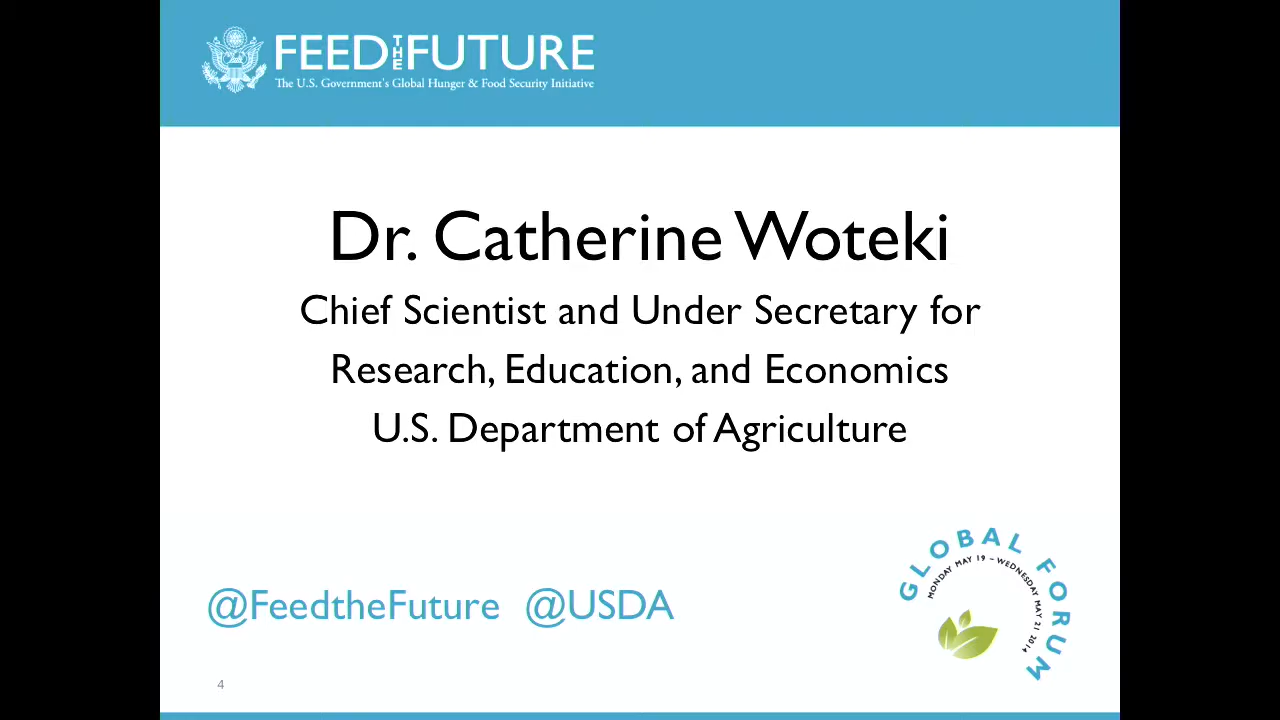 FEED THE FUTURE
The U.S. Government's Global Hunger & Food Security Initiative
Dr. Catherine Woteki
Chief Scientist and Under Secretary for
Research, Education, and Economics
U.S. Department of Agriculture
GLOBAL FORUM
MONDAY MAY 19 – WEDNESDAY MAY 21 2014
@FeedtheFuture @USDA
4